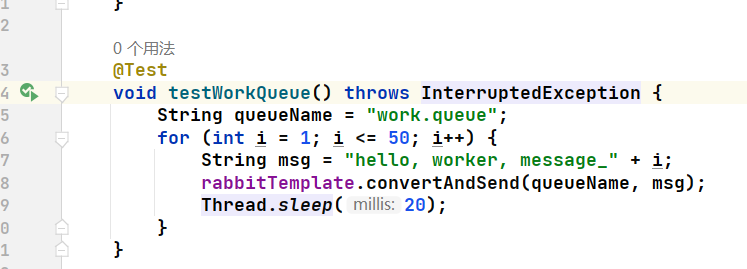 1 }
2
0 个用法
3 @Test
4 void testWorkQueue() throws InterruptedException {
5 String queueName = "work.queue";
6 for (int i = 1; i <= 50; i++) {
7 String msg = "hello, worker, message_" + i;
8 rabbitTemplate.convertAndSend(queueName, msg);
9 Thread.sleep( millis: 20);
0 }
1 }